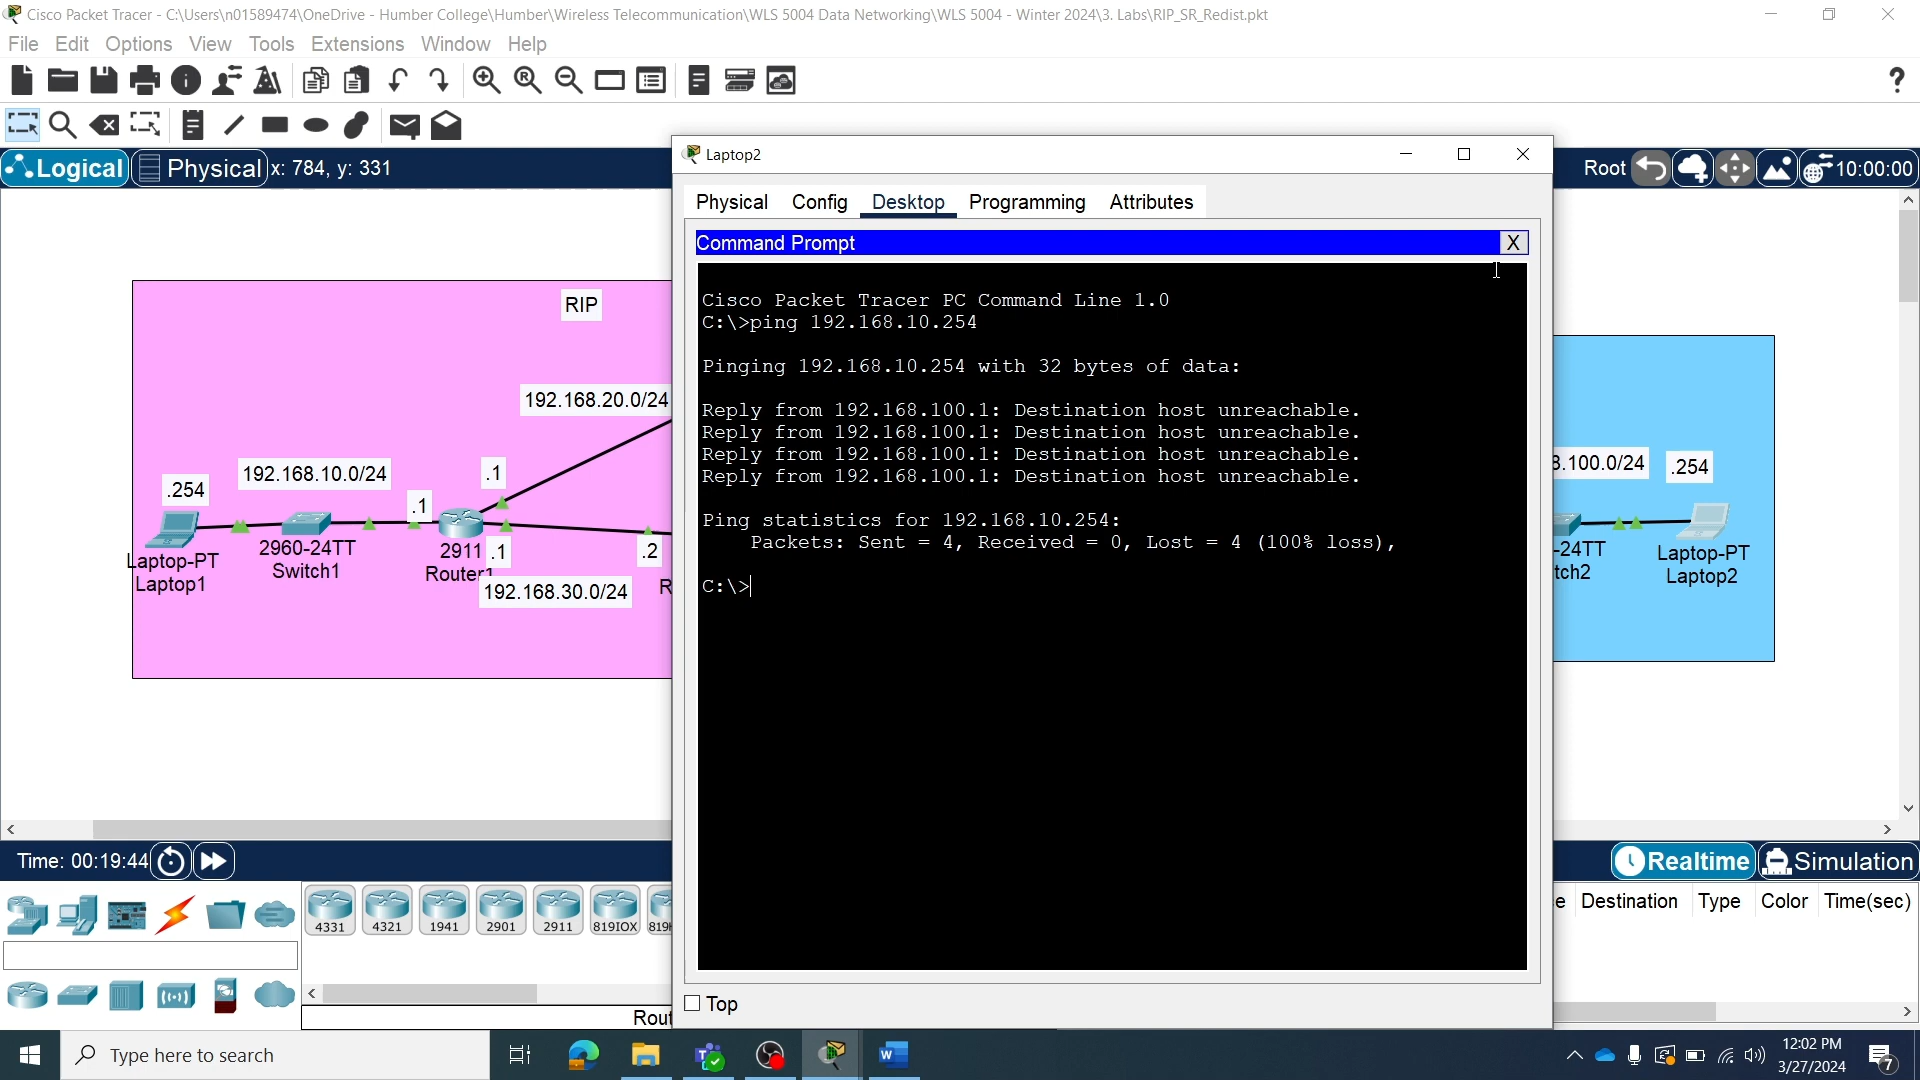 Cisco Packet Tracer - C:\Users\n01589474\OneDrive - Humber College\Humber\Wireless Telecommunication\WLS 5004 Data Networking\WLS 5004 - Winter 2024\3. Labs\RIP_SR_Redist.pkt
File Edit Options View Tools Extensions Window Help
Logical Physical x: 784, y: 331
Root 10:00:00
Laptop2
Physical Config Desktop Programming Attributes
Command Prompt X
Cisco Packet Tracer PC Command Line 1.0
C:\>ping 192.168.10.254
Pinging 192.168.10.254 with 32 bytes of data:
Reply from 192.168.100.1: Destination host unreachable.
Reply from 192.168.100.1: Destination host unreachable.
Reply from 192.168.100.1: Destination host unreachable.
Reply from 192.168.100.1: Destination host unreachable.
Ping statistics for 192.168.10.254:
Packets: Sent = 4, Received = 0, Lost = 4 (100% loss),
C:\>
Top
RIP
192.168.20.0/24
192.168.10.0/24
.254
.1
.1
.1
.2
Laptop-PT
Laptop1
2960-24TT
Switch1
2911
Router1
R
192.168.30.0/24
8.100.0/24
.254
-24TT
tch2
Laptop-PT
Laptop2
Time: 00:19:44
Realtime Simulation
4331 4321 1941 2901 2911 819IOX
Rout
e Destination Type Color Time(sec)
Type here to search
12:02 PM
3/27/2024
7